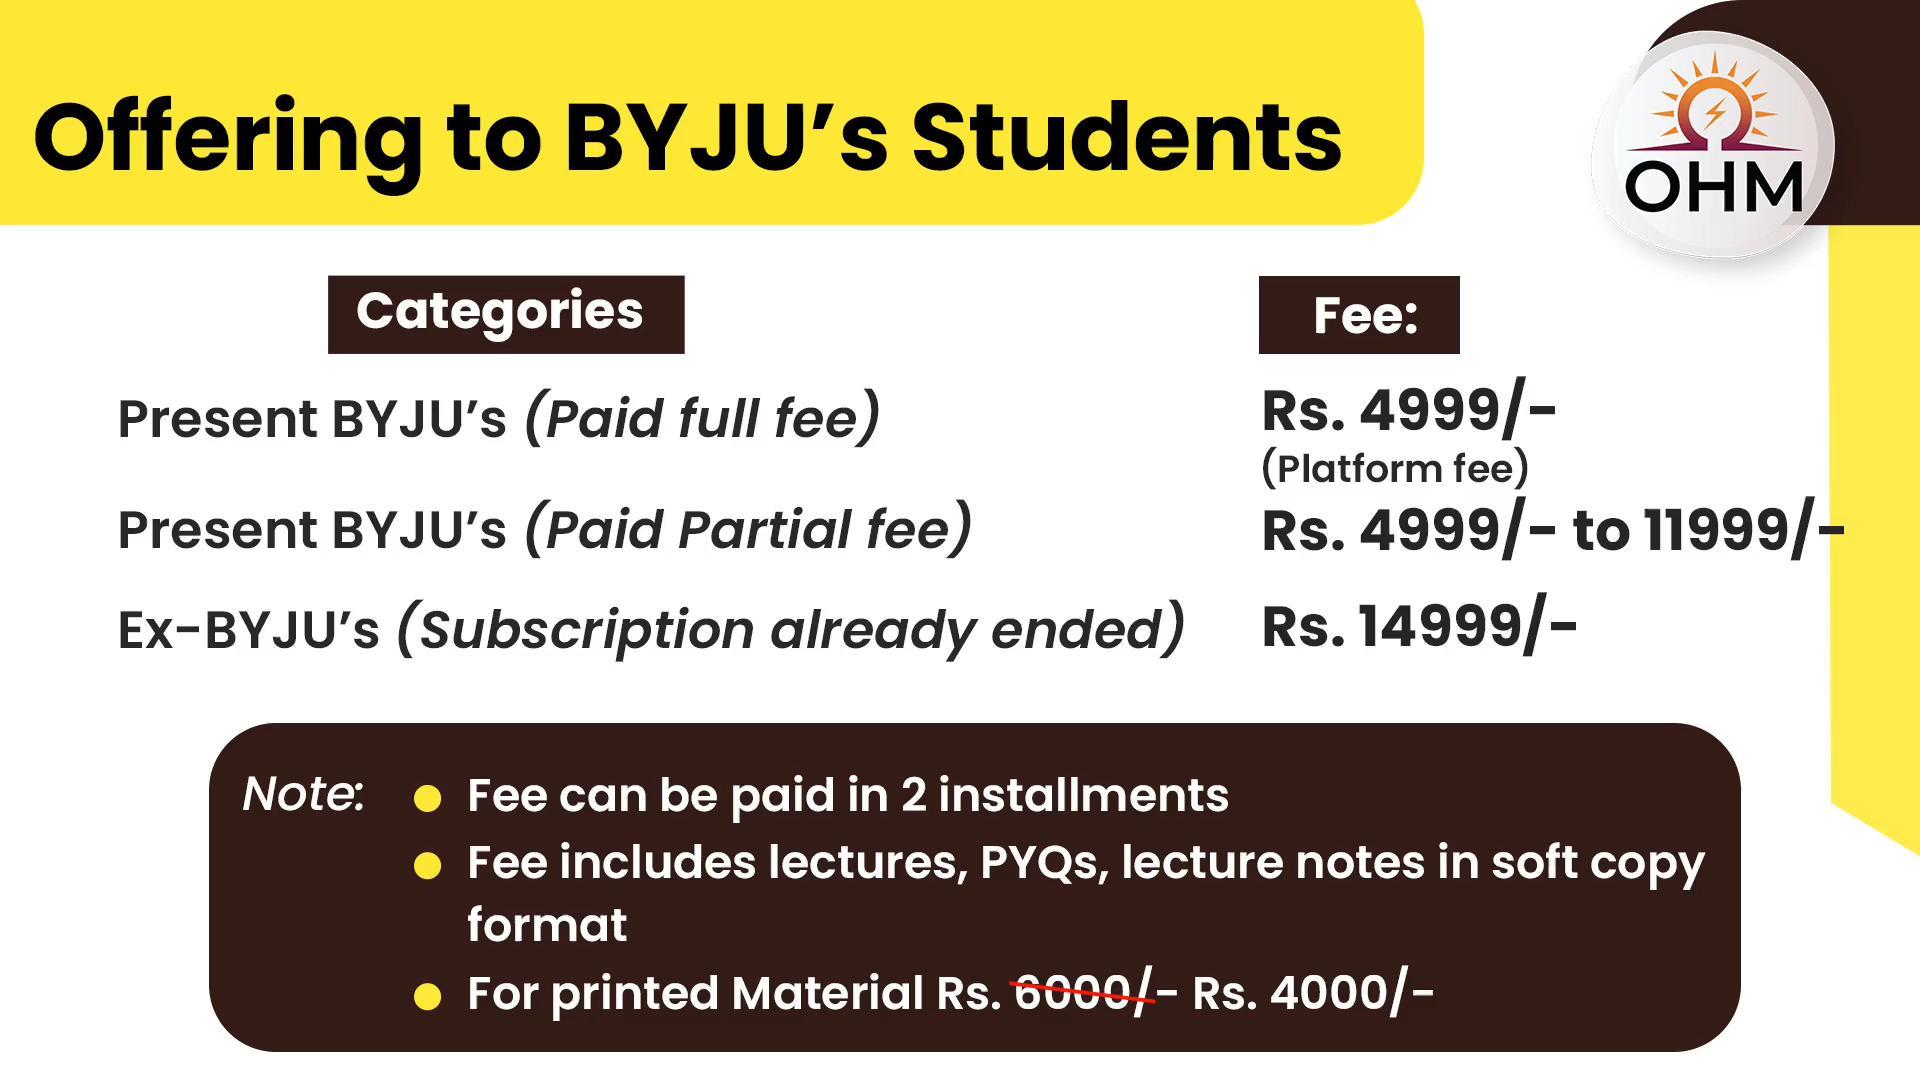 Offering to BYJU’s Students
OHM
Categories
Fee:
Present BYJU’s (Paid full fee)
Rs. 4999/-
(Platform fee)
Present BYJU’s (Paid Partial fee)
Rs. 4999/- to 11999/-
Ex-BYJU’s (Subscription already ended)
Rs. 14999/-
Note:
Fee can be paid in 2 installments
Fee includes lectures, PYQs, lecture notes in soft copy
format
For printed Material Rs. 6000/- Rs. 4000/-